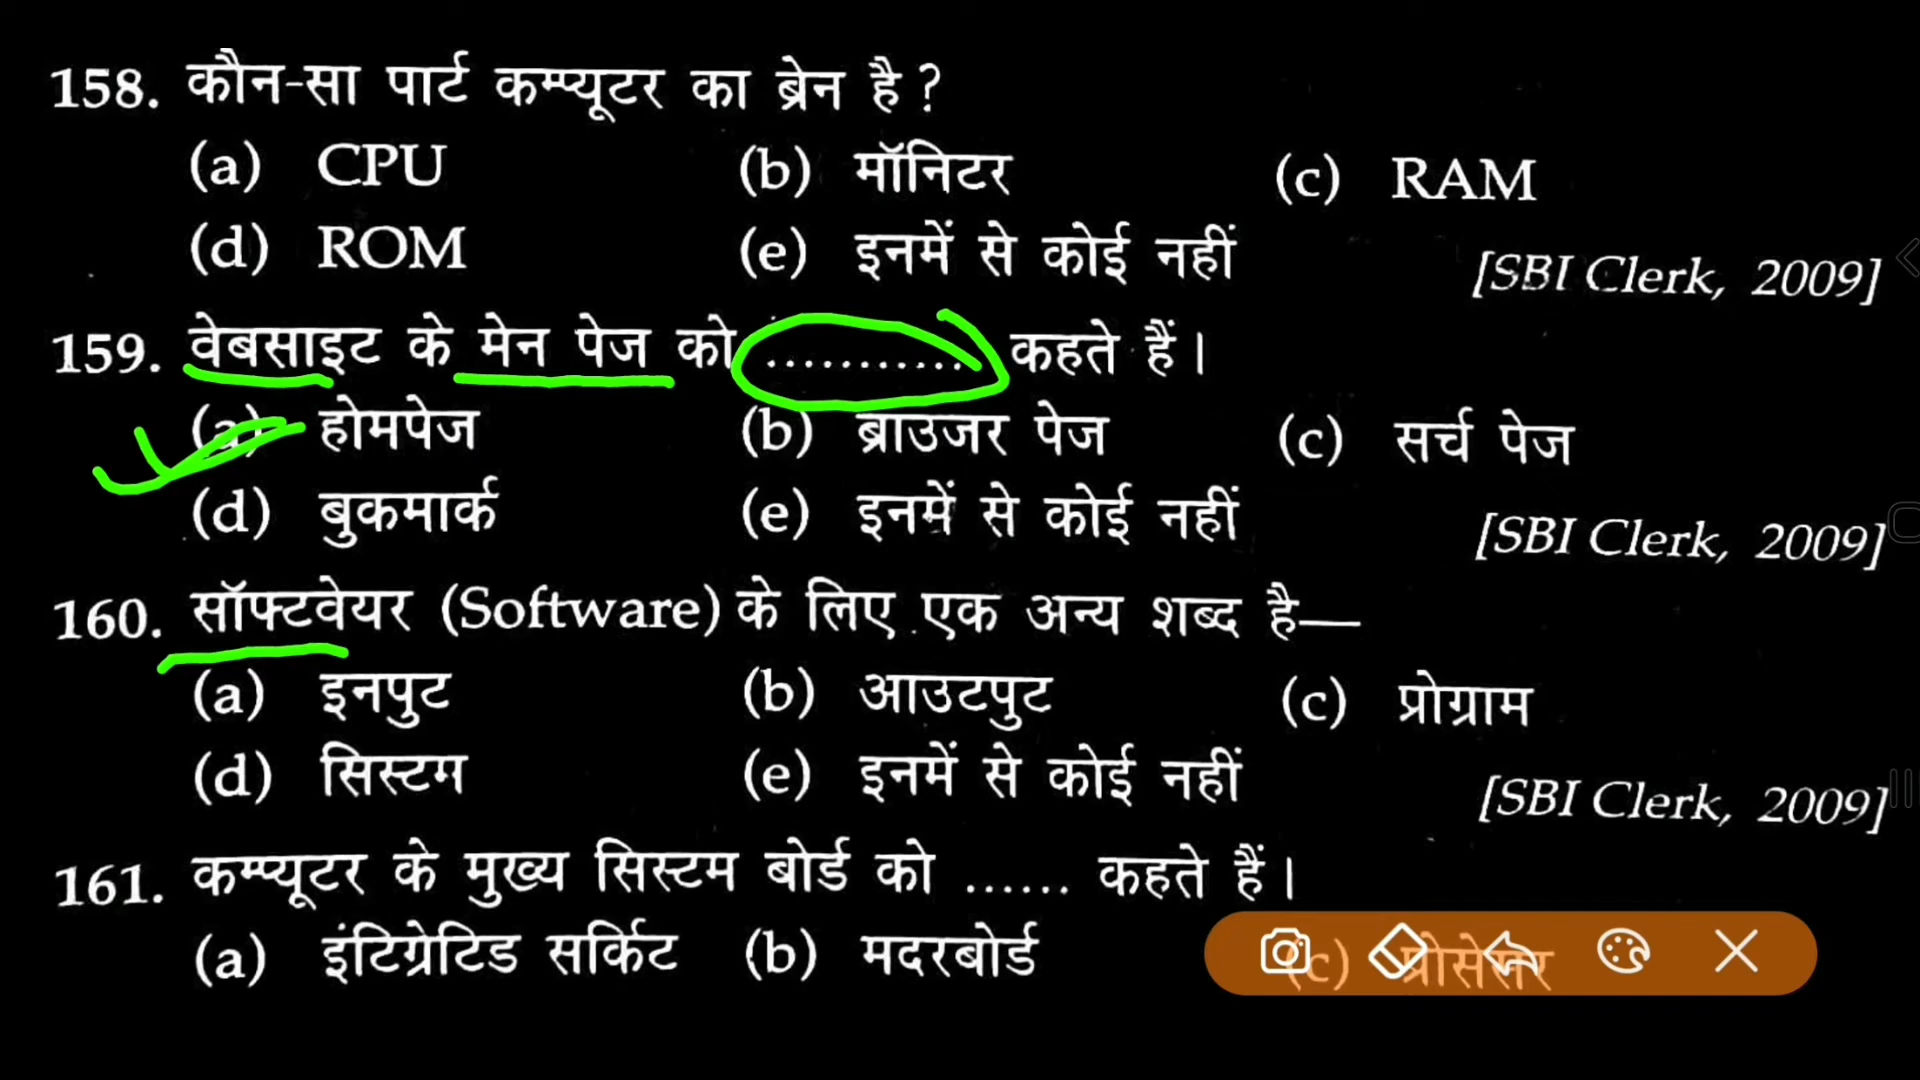 158. कौन-सा पार्ट कम्प्यूटर का ब्रेन है ?
(a) CPU (b) मॉनिटर (c) RAM
(d) ROM (e) इनमें से कोई नहीं [SBI Clerk, 2009]
159. वेबसाइट के मेन पेज को ........... कहते हैं।
(a) होमपेज (b) ब्राउजर पेज (c) सर्च पेज
(d) बुकमार्क (e) इनमें से कोई नहीं [SBI Clerk, 2009]
160. सॉफ्टवेयर (Software) के लिए एक अन्य शब्द है—
(a) इनपुट (b) आउटपुट (c) प्रोग्राम
(d) सिस्टम (e) इनमें से कोई नहीं [SBI Clerk, 2009]
161. कम्प्यूटर के मुख्य सिस्टम बोर्ड को ...... कहते हैं।
(a) इंटिग्रेटिड सर्किट (b) मदरबोर्ड (c) प्रोसेसर